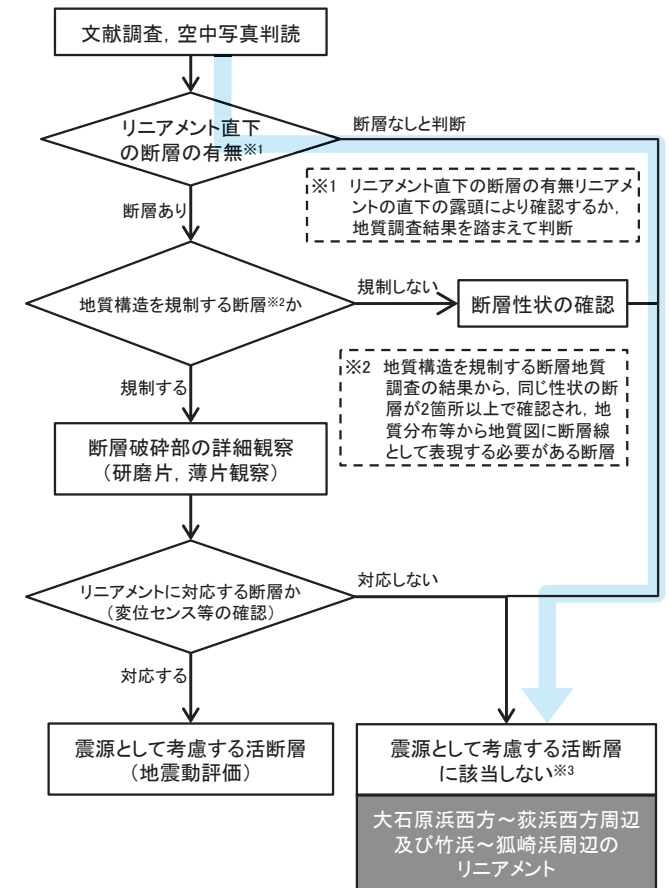 文献調査，空中写真判読
リニアメント直下
の断層の有無※1
断層なしと判断
※1 リニアメント直下の断層の有無リニアメ
ントの直下の露頭により確認するか，
地質調査結果を踏まえて判断
断層あり
地質構造を規制する断層※2か
規制しない
断層性状の確認
※2 地質構造を規制する断層地質
調査の結果から，同じ性状の断
層が2箇所以上で確認され，地
質分布等から地質図に断層線
として表現する必要がある断層
規制する
断層破砕部の詳細観察
（研磨片，薄片観察）
リニアメントに対応する断層か
（変位センス等の確認）
対応しない
対応する
震源として考慮する活断層
（地震動評価）
震源として考慮する活断層
に該当しない※3
大石原浜西方～荻浜西方周辺
及び竹浜～狐崎浜周辺の
リニアメント